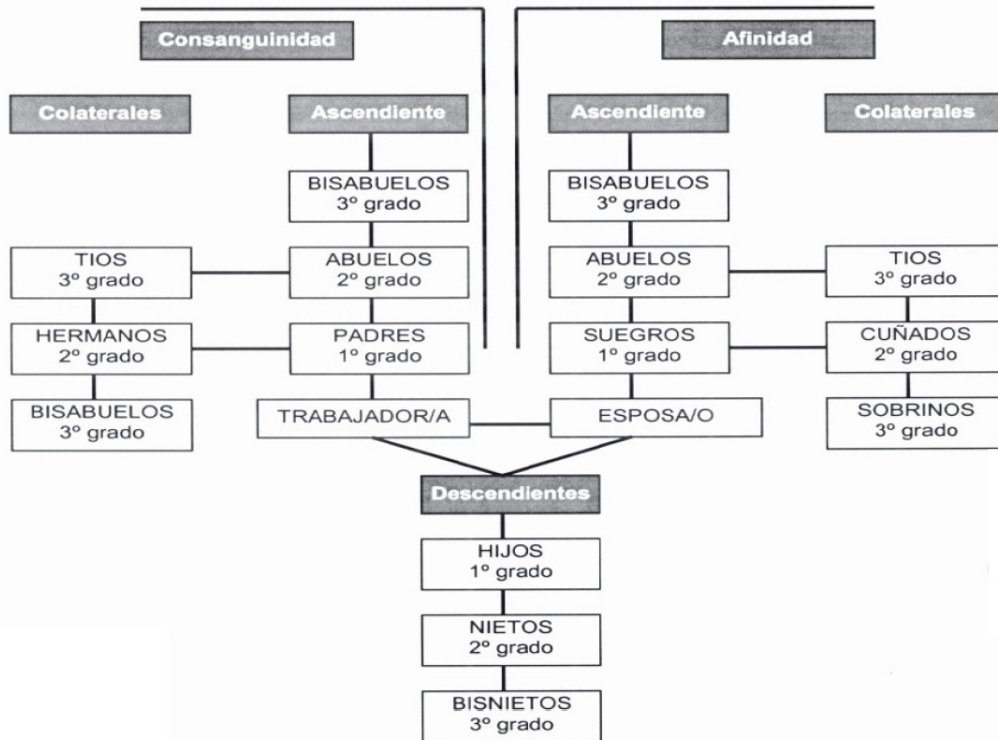 Consanguinidad
Afinidad
Colaterales
Ascendiente
Ascendiente
Colaterales
BISABUELOS
3º grado
BISABUELOS
3º grado
TIOS
3º grado
ABUELOS
2º grado
ABUELOS
2º grado
TIOS
3º grado
HERMANOS
2º grado
PADRES
1º grado
SUEGROS
1º grado
CUÑADOS
2º grado
BISABUELOS
3º grado
TRABAJADOR/A
ESPOSA/O
SOBRINOS
3º grado
Descendientes
HIJOS
1º grado
NIETOS
2º grado
BISNIETOS
3º grado